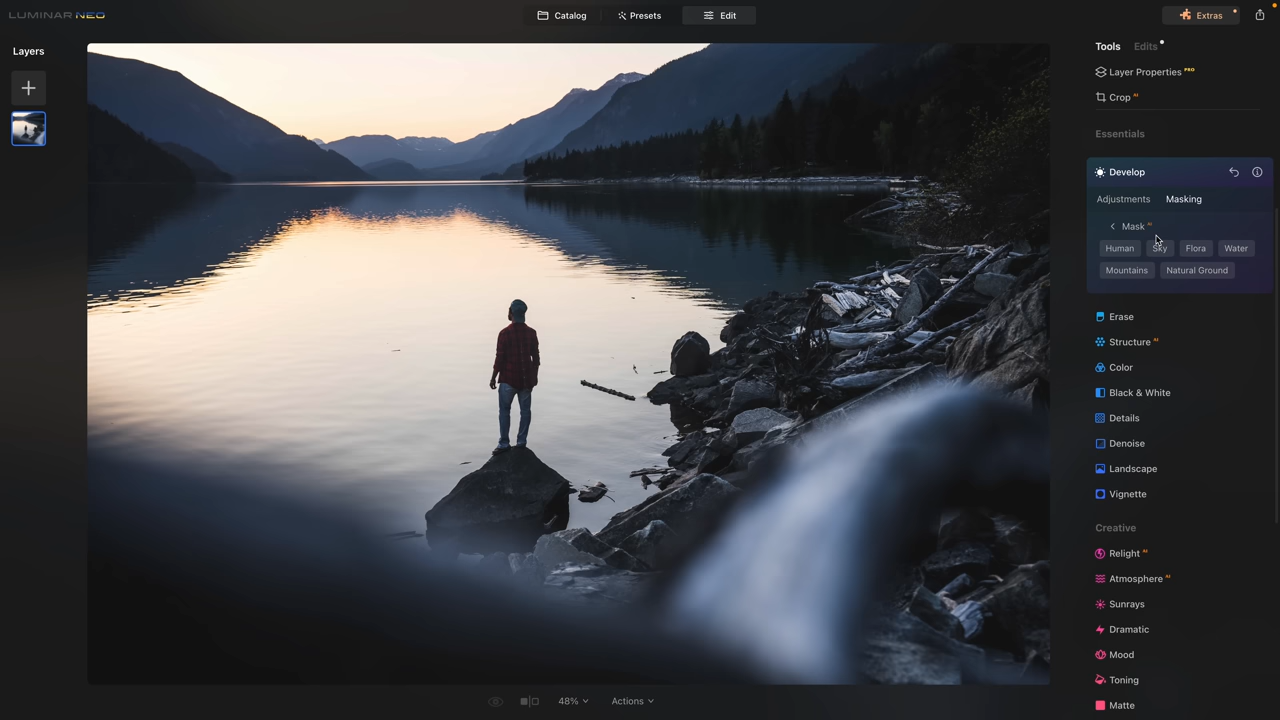 LUMINAR NEO
Catalog Presets Edit
Extras
Layers
Tools Edits
Layer Properties PRO
Crop AI
Essentials
Develop
Adjustments Masking
Mask AI
Human Sky Flora Water
Mountains Natural Ground
Erase
Structure AI
Color
Black & White
Details
Denoise
Landscape
Vignette
Creative
Relight AI
Atmosphere AI
Sunrays
Dramatic
Mood
Toning
Matte
48% Actions